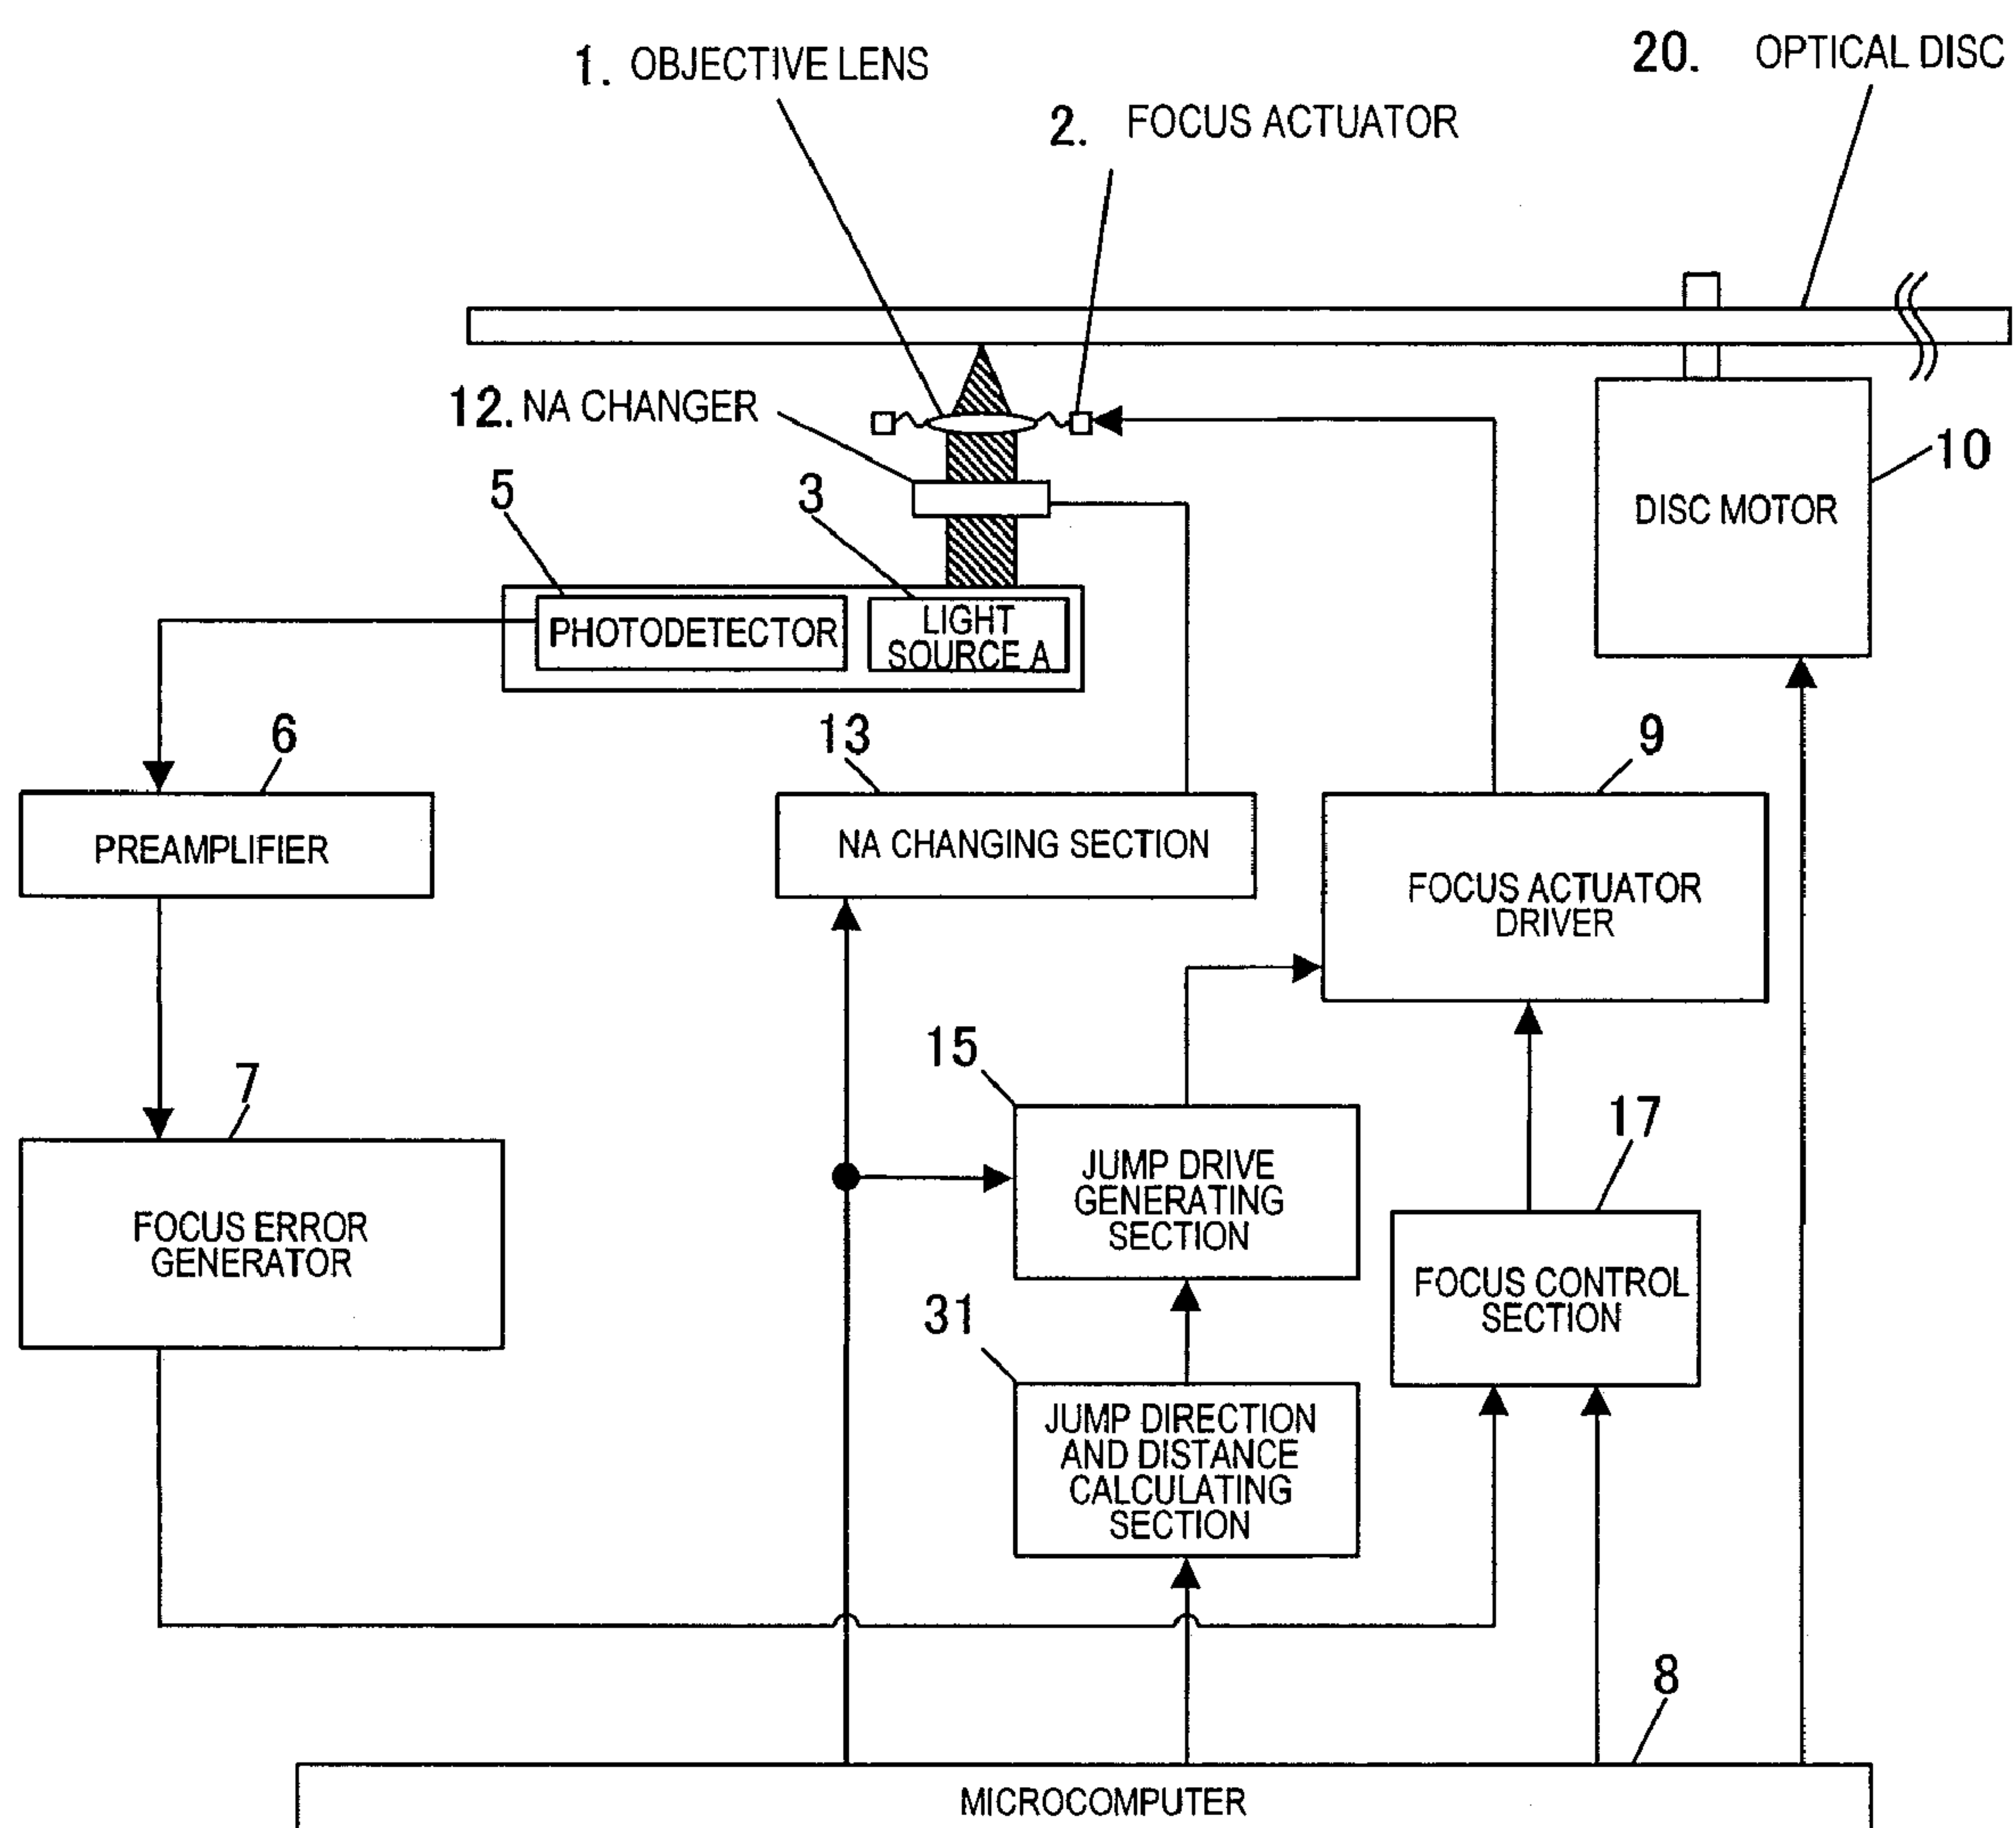 1. OBJECTIVE LENS
20. OPTICAL DISC
2. FOCUS ACTUATOR
12. NA CHANGER
10
5
3
DISC MOTOR
PHOTODETECTOR
LIGHT
SOURCE A
6
13
9
PREAMPLIFIER
NA CHANGING SECTION
FOCUS ACTUATOR
DRIVER
15
7
17
JUMP DRIVE
GENERATING
SECTION
FOCUS ERROR
GENERATOR
FOCUS CONTROL
SECTION
31
JUMP DIRECTION
AND DISTANCE
CALCULATING
SECTION
8
MICROCOMPUTER